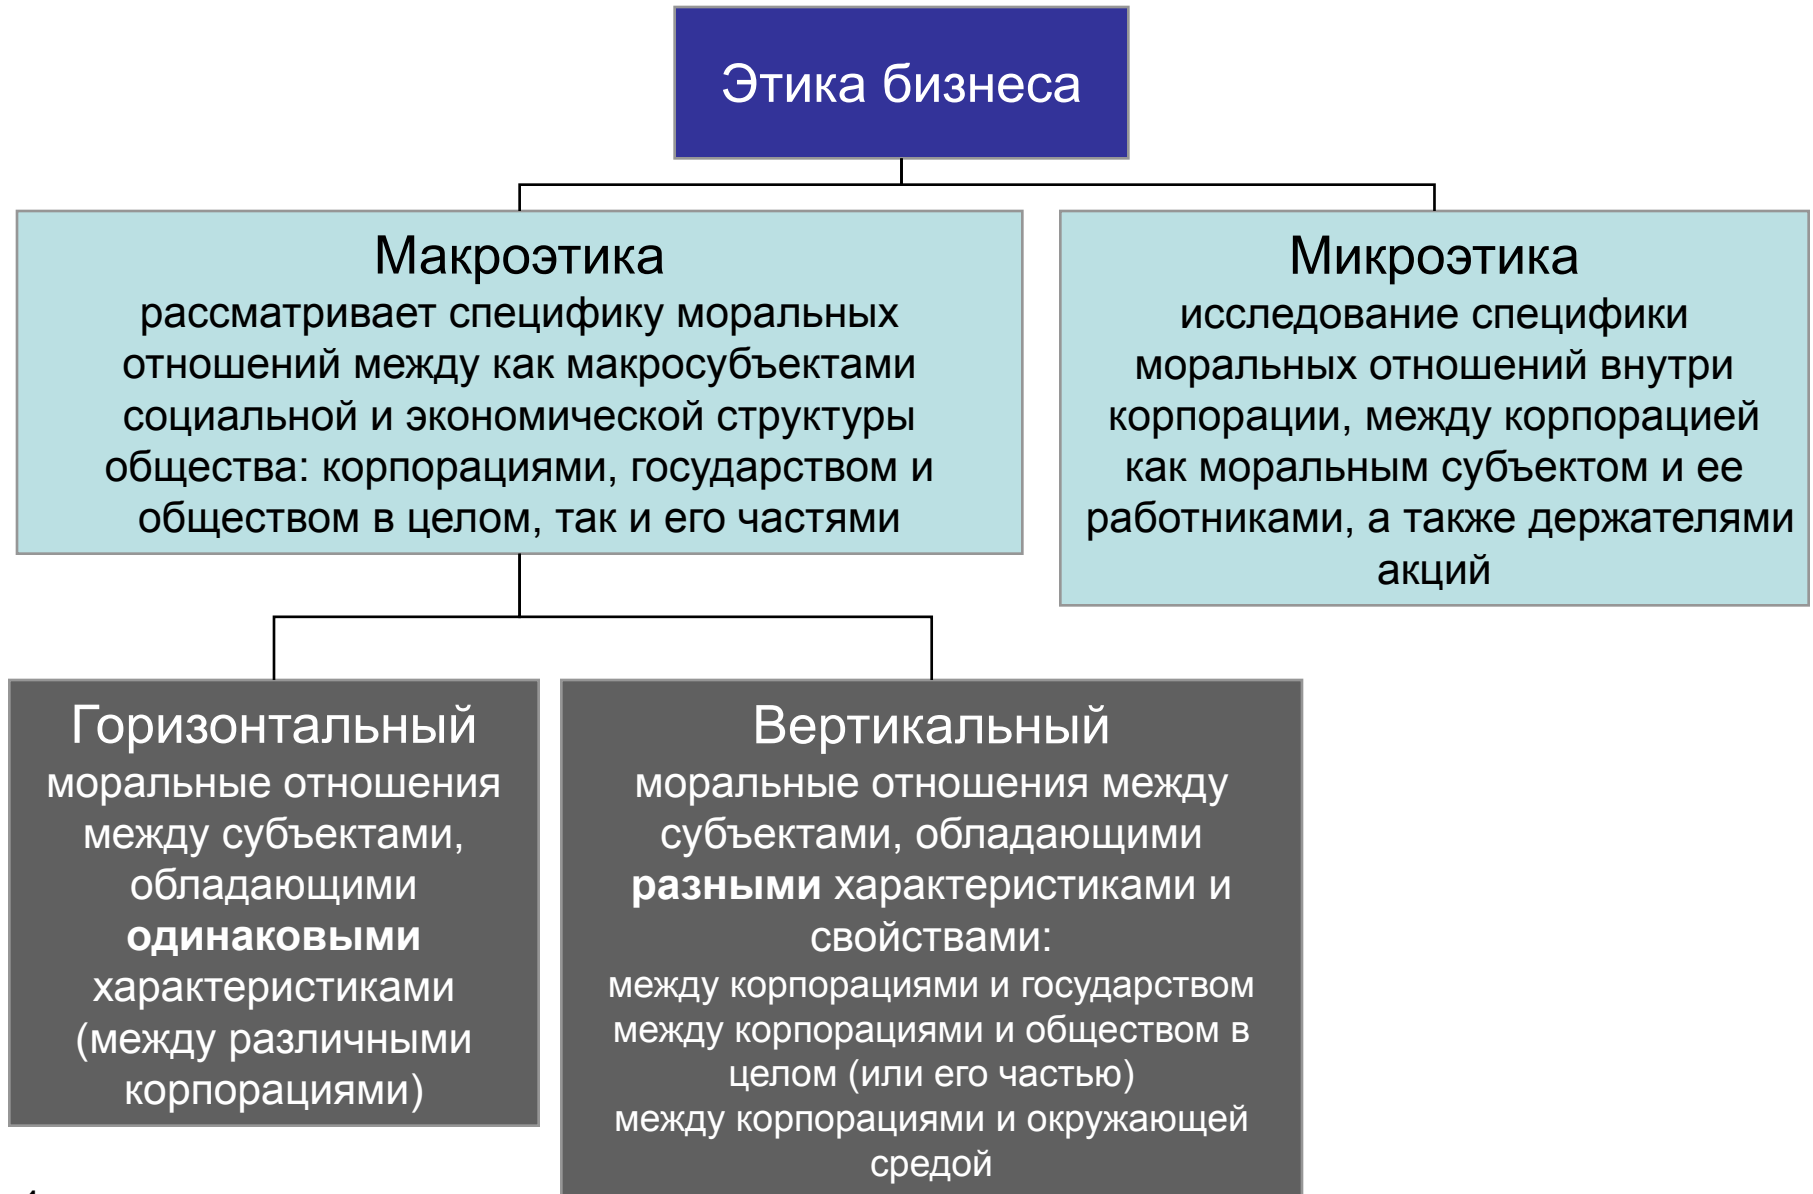 Этика бизнеса
Макроэтика
рассматривает специфику моральных
отношений между как макросубъектами
социальной и экономической структуры
общества: корпорациями, государством и
обществом в целом, так и его частями
Микроэтика
исследование специфики
моральных отношений внутри
корпорации, между корпорацией
как моральным субъектом и ее
работниками, а также держателями
акций
Горизонтальный
моральные отношения
между субъектами,
обладающими
одинаковыми
характеристиками
(между различными
корпорациями)
Вертикальный
моральные отношения между
субъектами, обладающими
разными характеристиками и
свойствами:
между корпорациями и государством
между корпорациями и обществом в
целом (или его частью)
между корпорациями и окружающей
средой